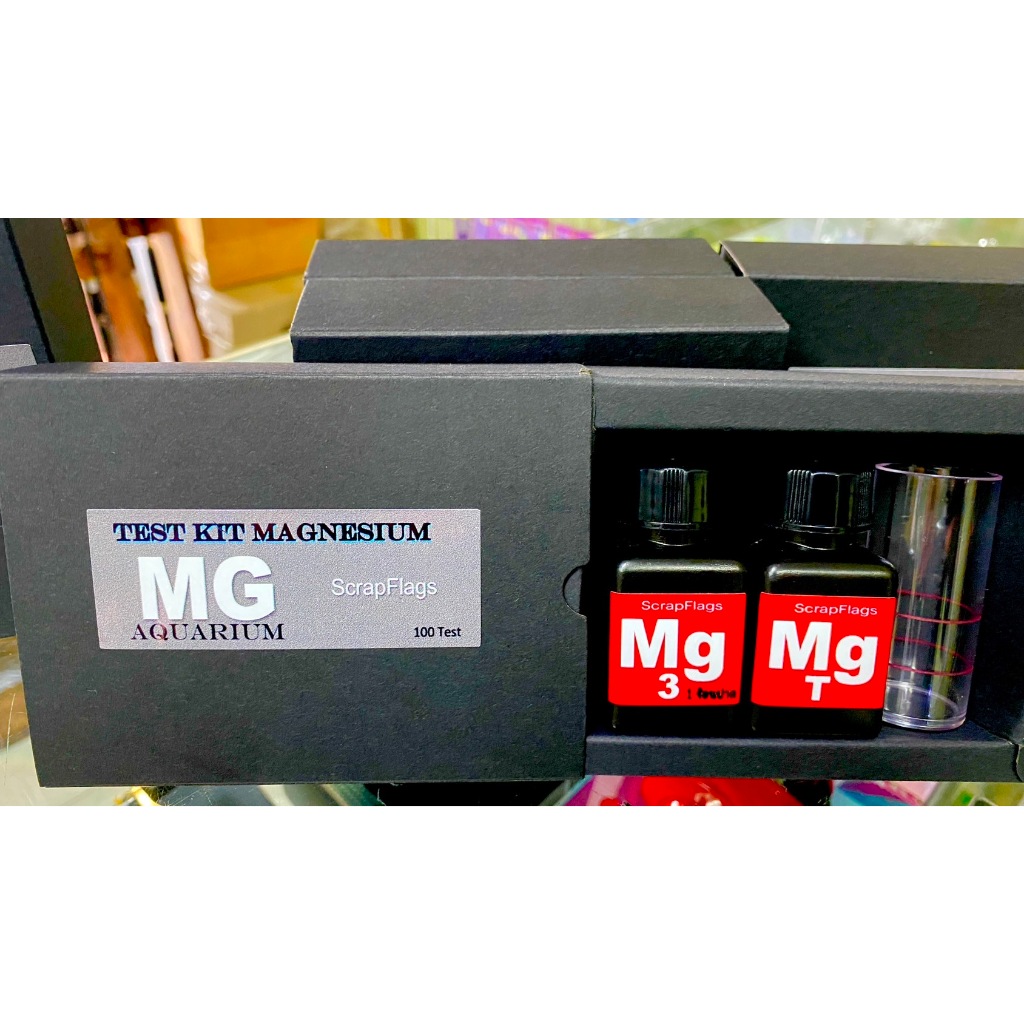 TEST KIT MAGNESIUM
MG
ScrapFlags
AQUARIUM
100 Test
ScrapFlags
Mg
3
ScrapFlags
Mg
T